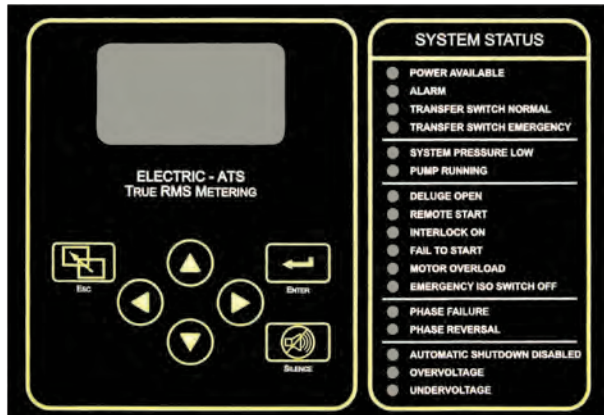 ELECTRIC - ATS
TRUE RMS METERING
ESC
ENTER
SILENCE
SYSTEM STATUS
POWER AVAILABLE
ALARM
TRANSFER SWITCH NORMAL
TRANSFER SWITCH EMERGENCY
SYSTEM PRESSURE LOW
PUMP RUNNING
DELUGE OPEN
REMOTE START
INTERLOCK ON
FAIL TO START
MOTOR OVERLOAD
EMERGENCY ISO SWITCH OFF
PHASE FAILURE
PHASE REVERSAL
AUTOMATIC SHUTDOWN DISABLED
OVERVOLTAGE
UNDERVOLTAGE